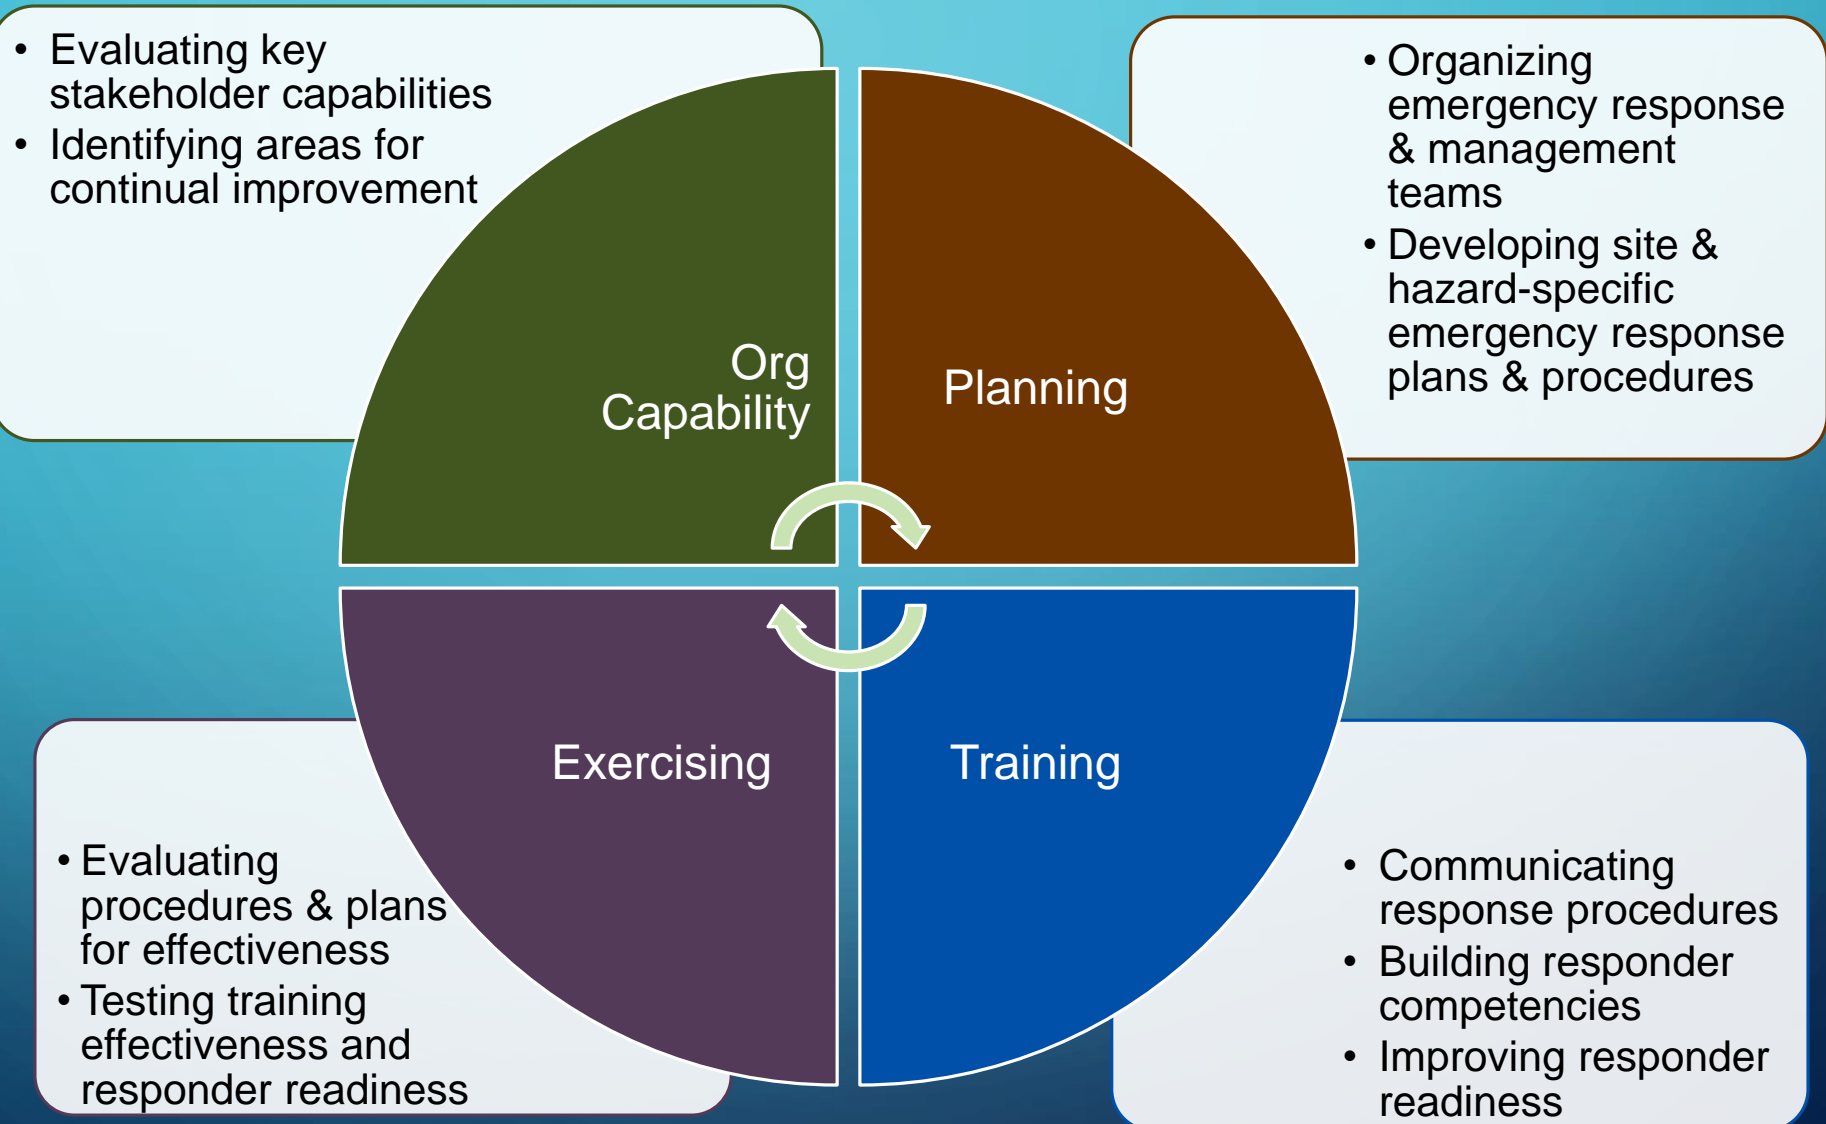 • Evaluating key
stakeholder capabilities
• Identifying areas for
continual improvement
Org
Capability
Planning
• Organizing
emergency response
& management
teams
• Developing site &
hazard-specific
emergency response
plans & procedures
Exercising
Training
• Evaluating
procedures & plans
for effectiveness
• Testing training
effectiveness and
responder readiness
• Communicating
response procedures
• Building responder
competencies
• Improving responder
readiness